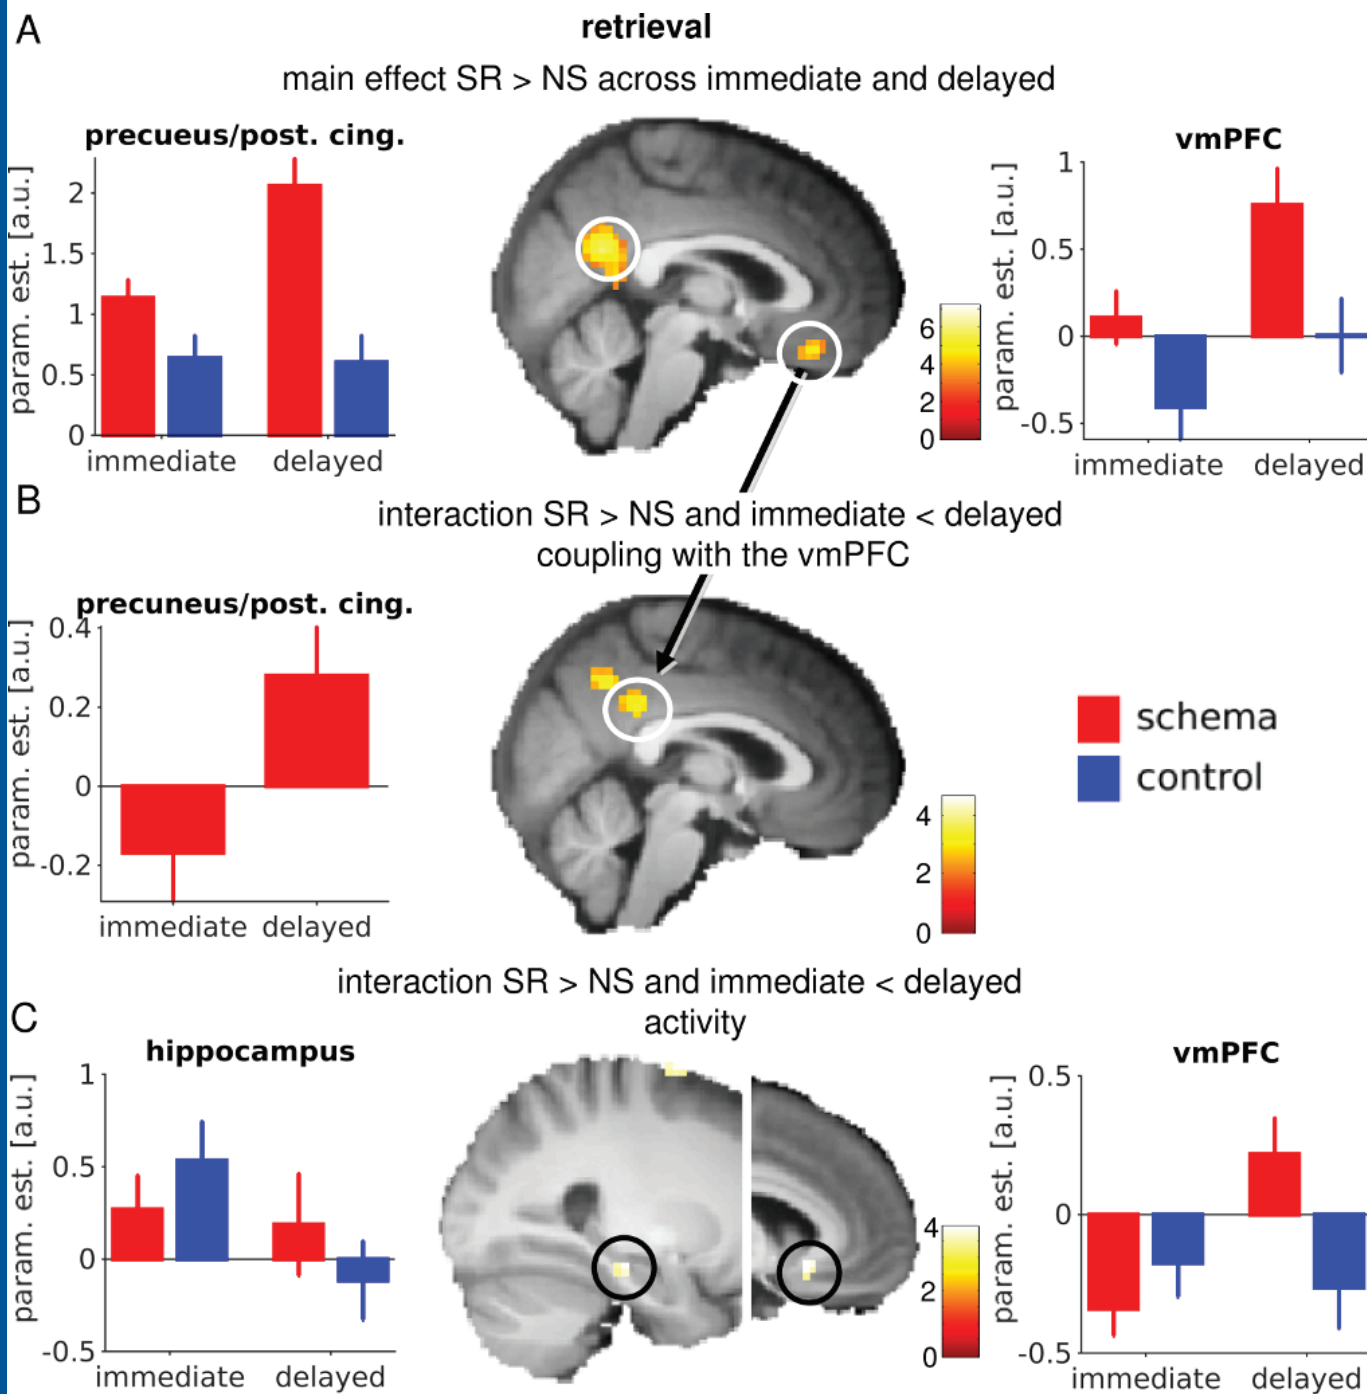 A
retrieval
main effect SR > NS across immediate and delayed
precueus/post. cing.
param. est. [a.u.]
2
1.5
1
0.5
0
immediate
delayed
6
4
2
0
vmPFC
param. est. [a.u.]
1
0.5
0
-0.5
immediate
delayed
B
interaction SR > NS and immediate < delayed
coupling with the vmPFC
precuneus/post. cing.
param. est. [a.u.]
0.4
0.2
0
-0.2
immediate
delayed
4
2
0
schema
control
interaction SR > NS and immediate < delayed
activity
C
hippocampus
param. est. [a.u.]
1
0.5
0
-0.5
immediate
delayed
4
2
0
vmPFC
param. est. [a.u.]
0.5
0
-0.5
immediate
delayed